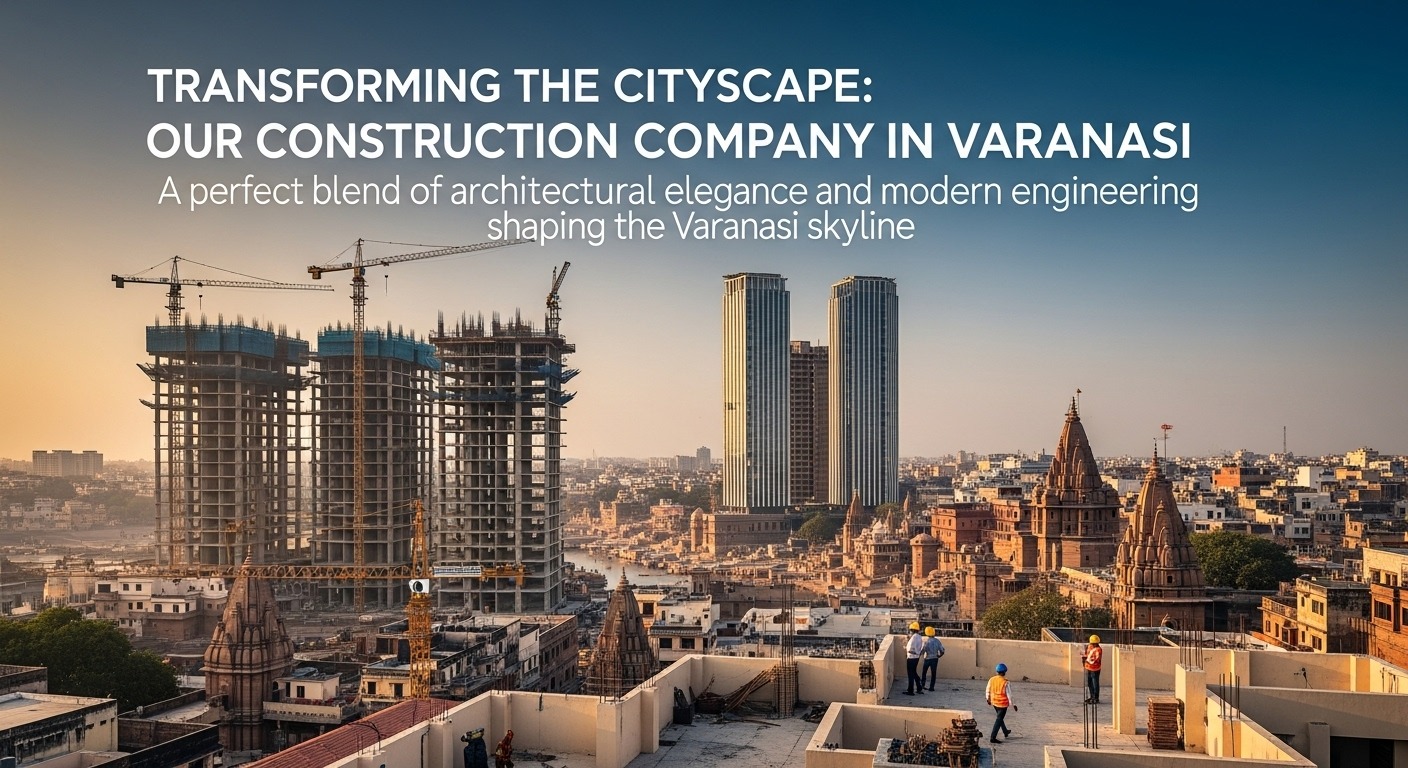 TRANSFORMING THE CITYSCAPE:
OUR CONSTRUCTION COMPANY IN VARANASI
A perfect blend of architectural elegance and modern engineering
shaping the Varanasi skyline